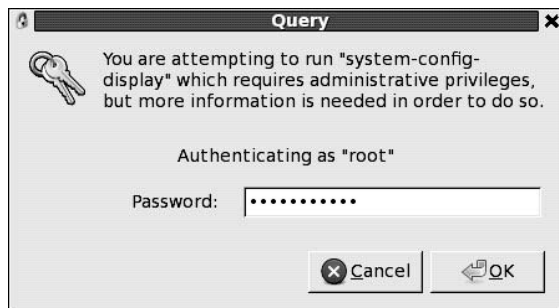 Query
You are attempting to run "system-config-
display" which requires administrative privileges,
but more information is needed in order to do so.
Authenticating as "root"
Password: •••••••••••
Cancel
OK